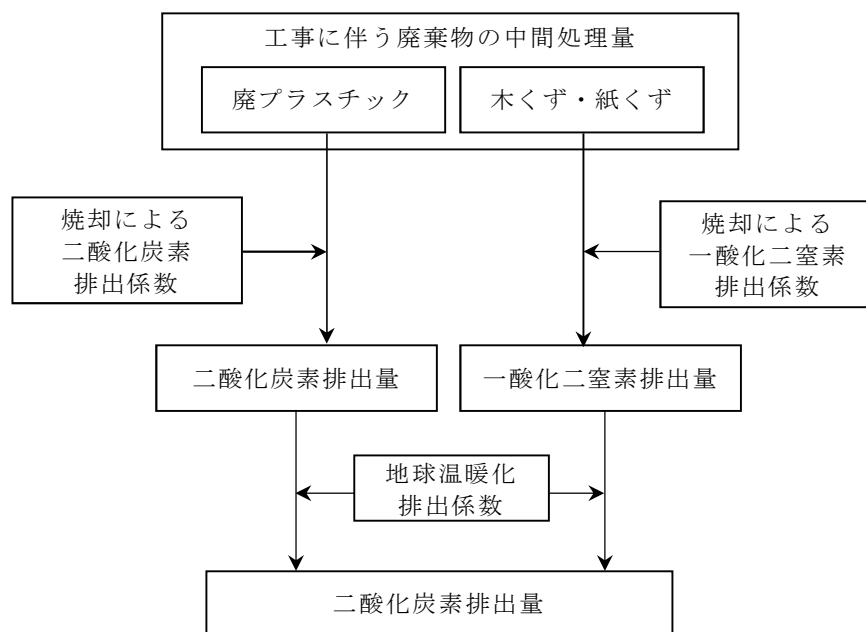 工事に伴う廃棄物の中間処理量
廃プラスチック
木くず・紙くず
焼却による
二酸化炭素
排出係数
焼却による
一酸化二窒素
排出係数
二酸化炭素排出量
一酸化二窒素排出量
地球温暖化
排出係数
二酸化炭素排出量